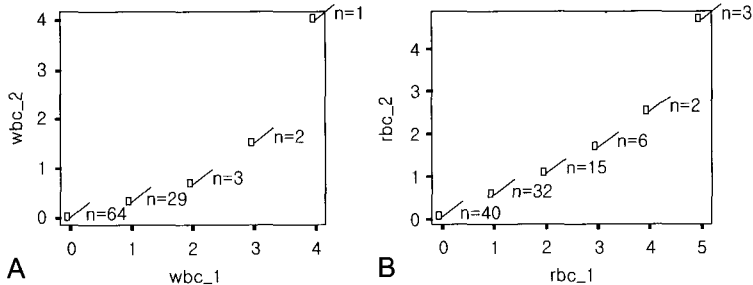 4
3
2
1
0
wbc_2
n=1
n=2
n=3
n=29
n=64
0 1 2 3 4
wbc_1
A
4
3
2
1
0
rbc_2
n=3
n=2
n=6
n=15
n=32
n=40
0 1 2 3 4 5
rbc_1
B